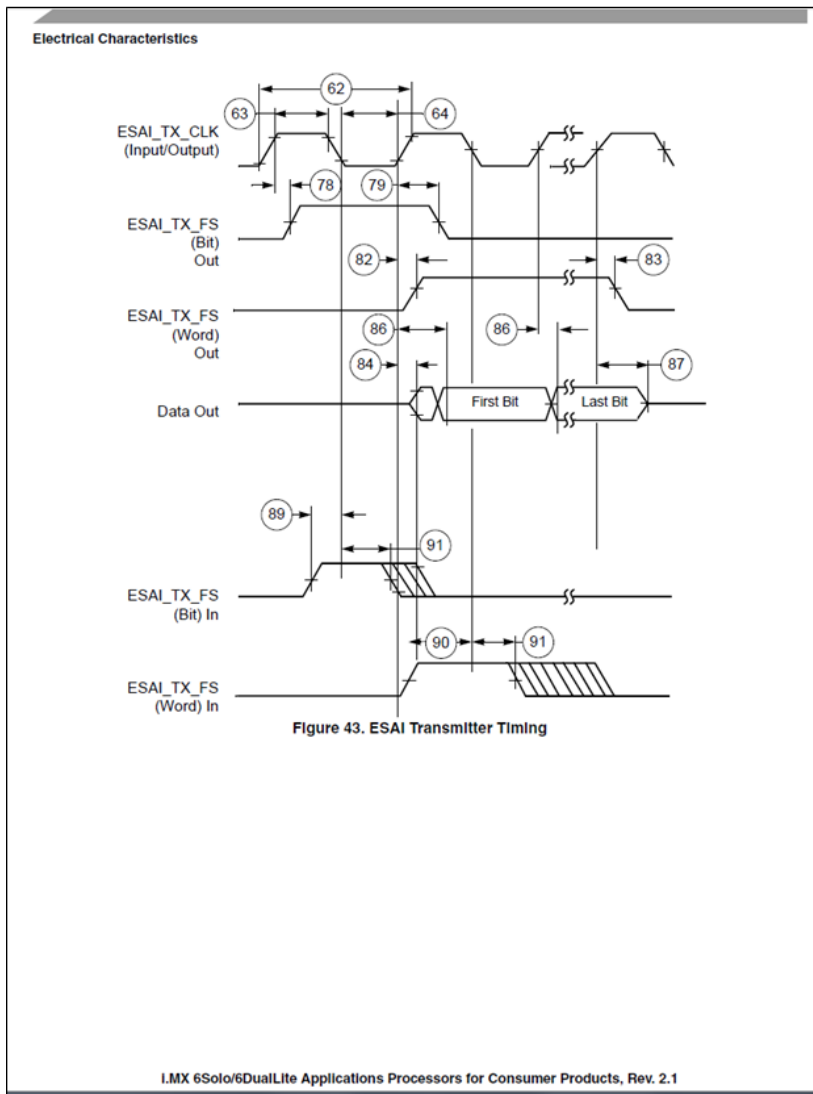 Electrical Characteristics
62
63
64
ESAI_TX_CLK
(Input/Output)
78
79
ESAI_TX_FS
(Bit)
Out
82
83
ESAI_TX_FS
(Word)
Out
86
86
84
87
Data Out
First Bit
Last Bit
89
91
ESAI_TX_FS
(Bit) In
90
91
ESAI_TX_FS
(Word) In
Figure 43. ESAI Transmitter Timing
i.MX 6Solo/6DualLite Applications Processors for Consumer Products, Rev. 2.1